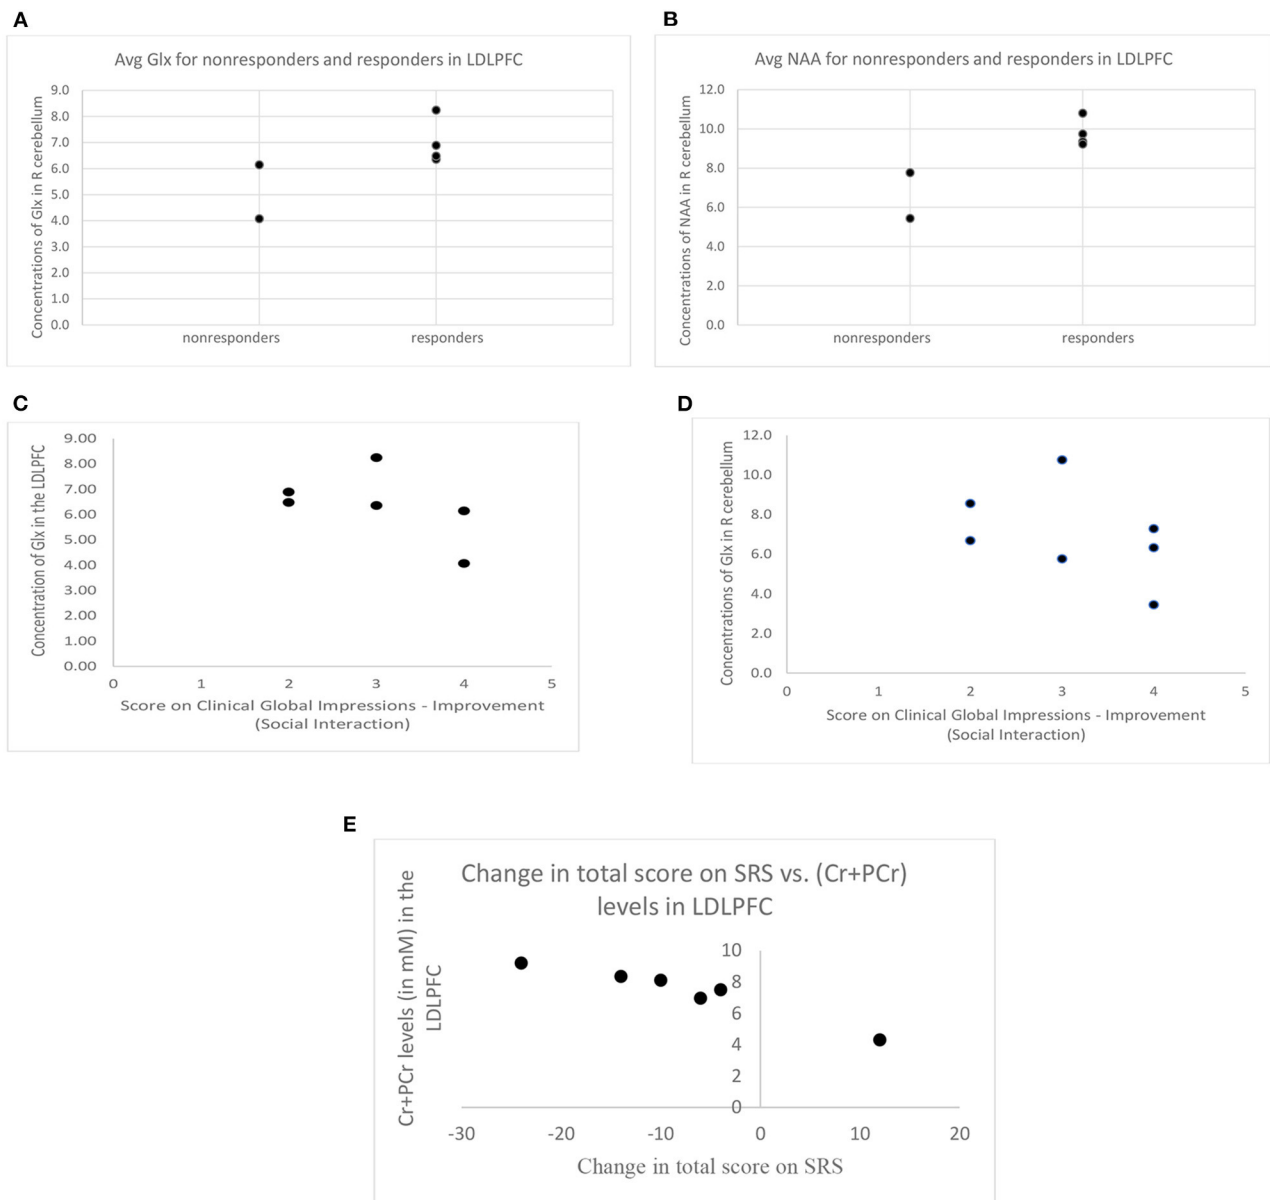 A
Avg Glx for nonresponders and responders in LDLPFC
Concentrations of Glx in R cerebellum
9.0
8.0
7.0
6.0
5.0
4.0
3.0
2.0
1.0
0.0
nonresponders responders
B
Avg NAA for nonresponders and responders in LDLPFC
Concentrations of NAA in R cerebellum
12.0
10.0
8.0
6.0
4.0
2.0
0.0
nonresponders responders
C
Concentration of Glx in the LDLPFC
9.00
8.00
7.00
6.00
5.00
4.00
3.00
2.00
1.00
0.00
0 1 2 3 4 5
Score on Clinical Global Impressions - Improvement
(Social Interaction)
D
Concentrations of Glx in R cerebellum
12.0
10.0
8.0
6.0
4.0
2.0
0.0
0 1 2 3 4 5
Score on Clinical Global Impressions - Improvement
(Social Interaction)
E
Change in total score on SRS vs. (Cr+PCr)
levels in LDLPFC
Cr+PCr levels (in mM) in the
LDLPFC
10
8
6
4
2
0
-30 -20 -10 0 10 20
Change in total score on SRS